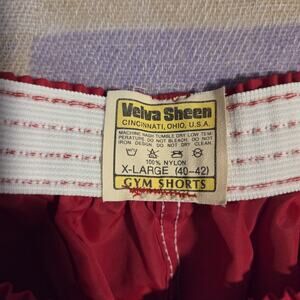 Velva Sheen
CINCINNATI, OHIO, U.S.A.
MACHINE WASH TUMBLE DRY LOW TEM-
PERATURE. DO NOT BLEACH. DO NOT
IRON DESIGN. DO NOT DRY CLEAN.
100% NYLON
X-LARGE (40-42)
GYM SHORTS